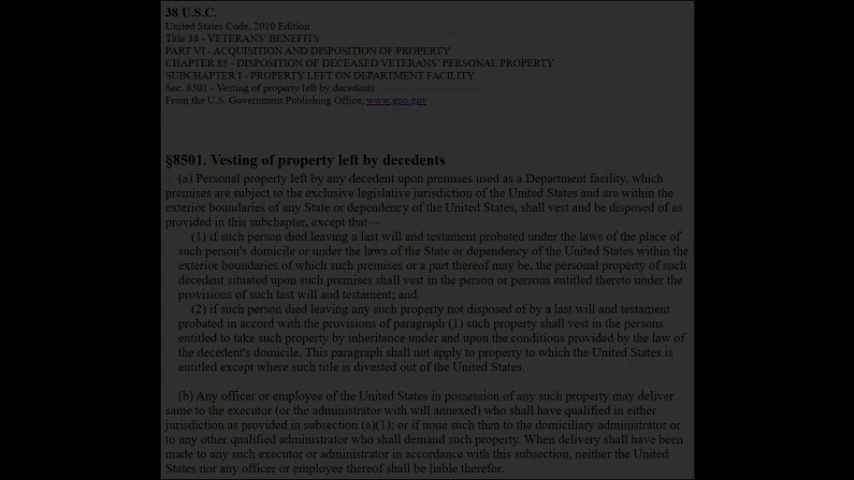 38 U.S.C.
United States Code, 2010 Edition
Title 38 - VETERANS' BENEFITS
PART VI - ACQUISITION AND DISPOSITION OF PROPERTY
CHAPTER 85 - DISPOSITION OF DECEASED VETERANS' PERSONAL PROPERTY
SUBCHAPTER I - PROPERTY LEFT ON DEPARTMENT FACILITY
Sec. 8501 - Vesting of property left by decedents
From the U.S. Government Publishing Office, www.gpo.gov
§8501. Vesting of property left by decedents
(a) Personal property left by any decedent upon premises used as a Department facility, which
premises are subject to the exclusive legislative jurisdiction of the United States and are within the
exterior boundaries of any State or dependency of the United States, shall vest and be disposed of as
provided in this subchapter, except that—
(1) if such person died leaving a last will and testament probated under the laws of the place of
such person's domicile or under the laws of the State or dependency of the United States within the
exterior boundaries of which such premises or a part thereof may be, the personal property of such
decedent situated upon such premises shall vest in the person or persons entitled thereto under the
provisions of such last will and testament; and
(2) if such person died leaving any such property not disposed of by a last will and testament
probated in accord with the provisions of paragraph (1) such property shall vest in the persons
entitled to take such property by inheritance under and upon the conditions provided by the law of
the decedent's domicile. This paragraph shall not apply to property to which the United States is
entitled except where such title is divested out of the United States.
(b) Any officer or employee of the United States in possession of any such property may deliver
same to the executor (or the administrator with will annexed) who shall have qualified in either
jurisdiction as provided in subsection (a)(1); or if none such then to the domiciliary administrator or
to any other qualified administrator who shall demand such property. When delivery shall have been
made to any such executor or administrator in accordance with this subsection, neither the United
States nor any officer or employee thereof shall be liable therefor.